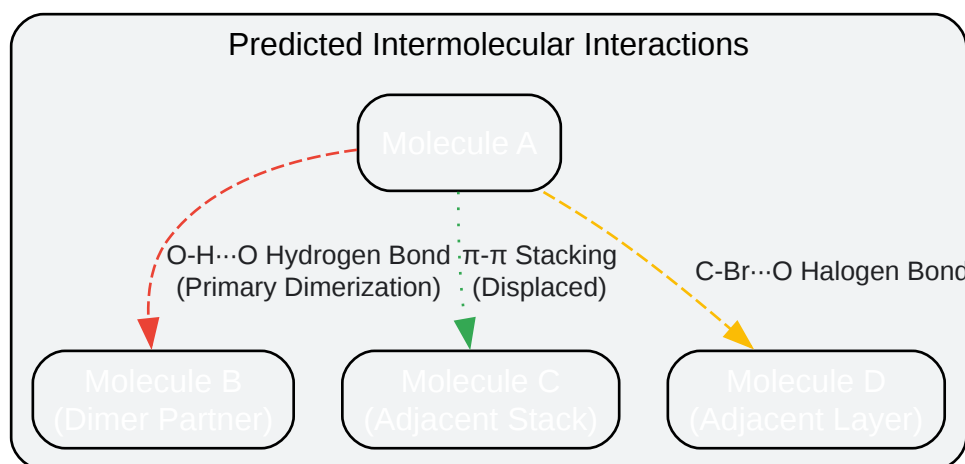 Predicted Intermolecular Interactions
Molecule A
O-H···O Hydrogen Bond
(Primary Dimerization)
π-π Stacking
(Displaced)
C-Br···O Halogen Bond
Molecule B
(Dimer Partner)
Molecule C
(Adjacent Stack)
Molecule D
(Adjacent Layer)